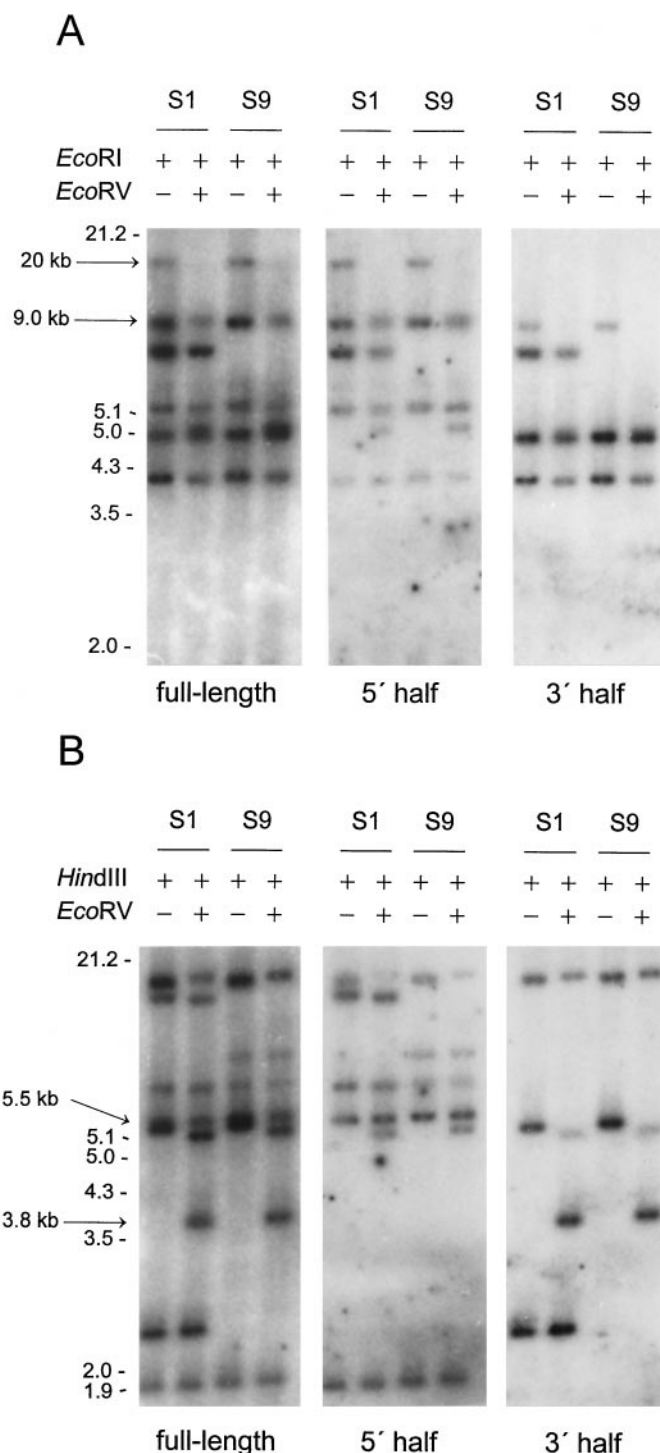 A
S1 S9 S1 S9 S1 S9
EcoRI + + + + + + + + + + + +
EcoRV − + − + − + − + − + − +
21.2 -
20 kb
9.0 kb
5.1 -
5.0 -
4.3 -
3.5 -
2.0 -
full-length 5´ half 3´ half
B
S1 S9 S1 S9 S1 S9
HindIII + + + + + + + + + + + +
EcoRV − + − + − + − + − + − +
21.2 -
5.5 kb
5.1 -
5.0 -
4.3 -
3.8 kb
3.5 -
2.0 -
1.9 -
full-length 5´ half 3´ half